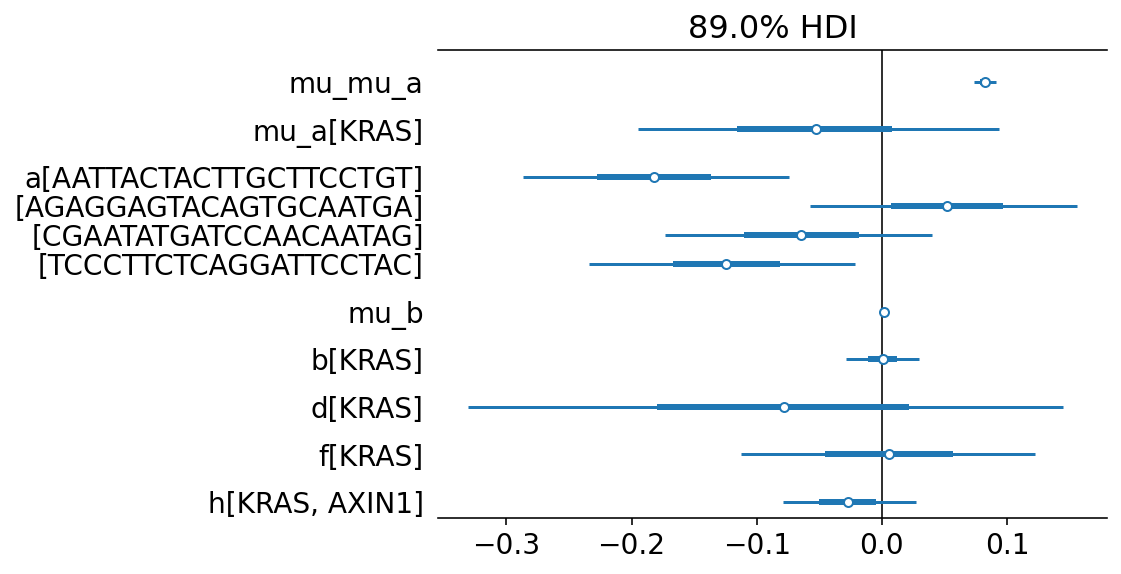 89.0% HDI
mu_mu_a
mu_a[KRAS]
a[AATTACTACTTGCTTCCTGT]
[AGAGGAGTACAGTGCAATGA]
[CGAATATGATCCAACAATAG]
[TCCCTTCTCAGGATTCCTAC]
mu_b
b[KRAS]
d[KRAS]
f[KRAS]
h[KRAS, AXIN1]
−0.3 −0.2 −0.1 0.0 0.1